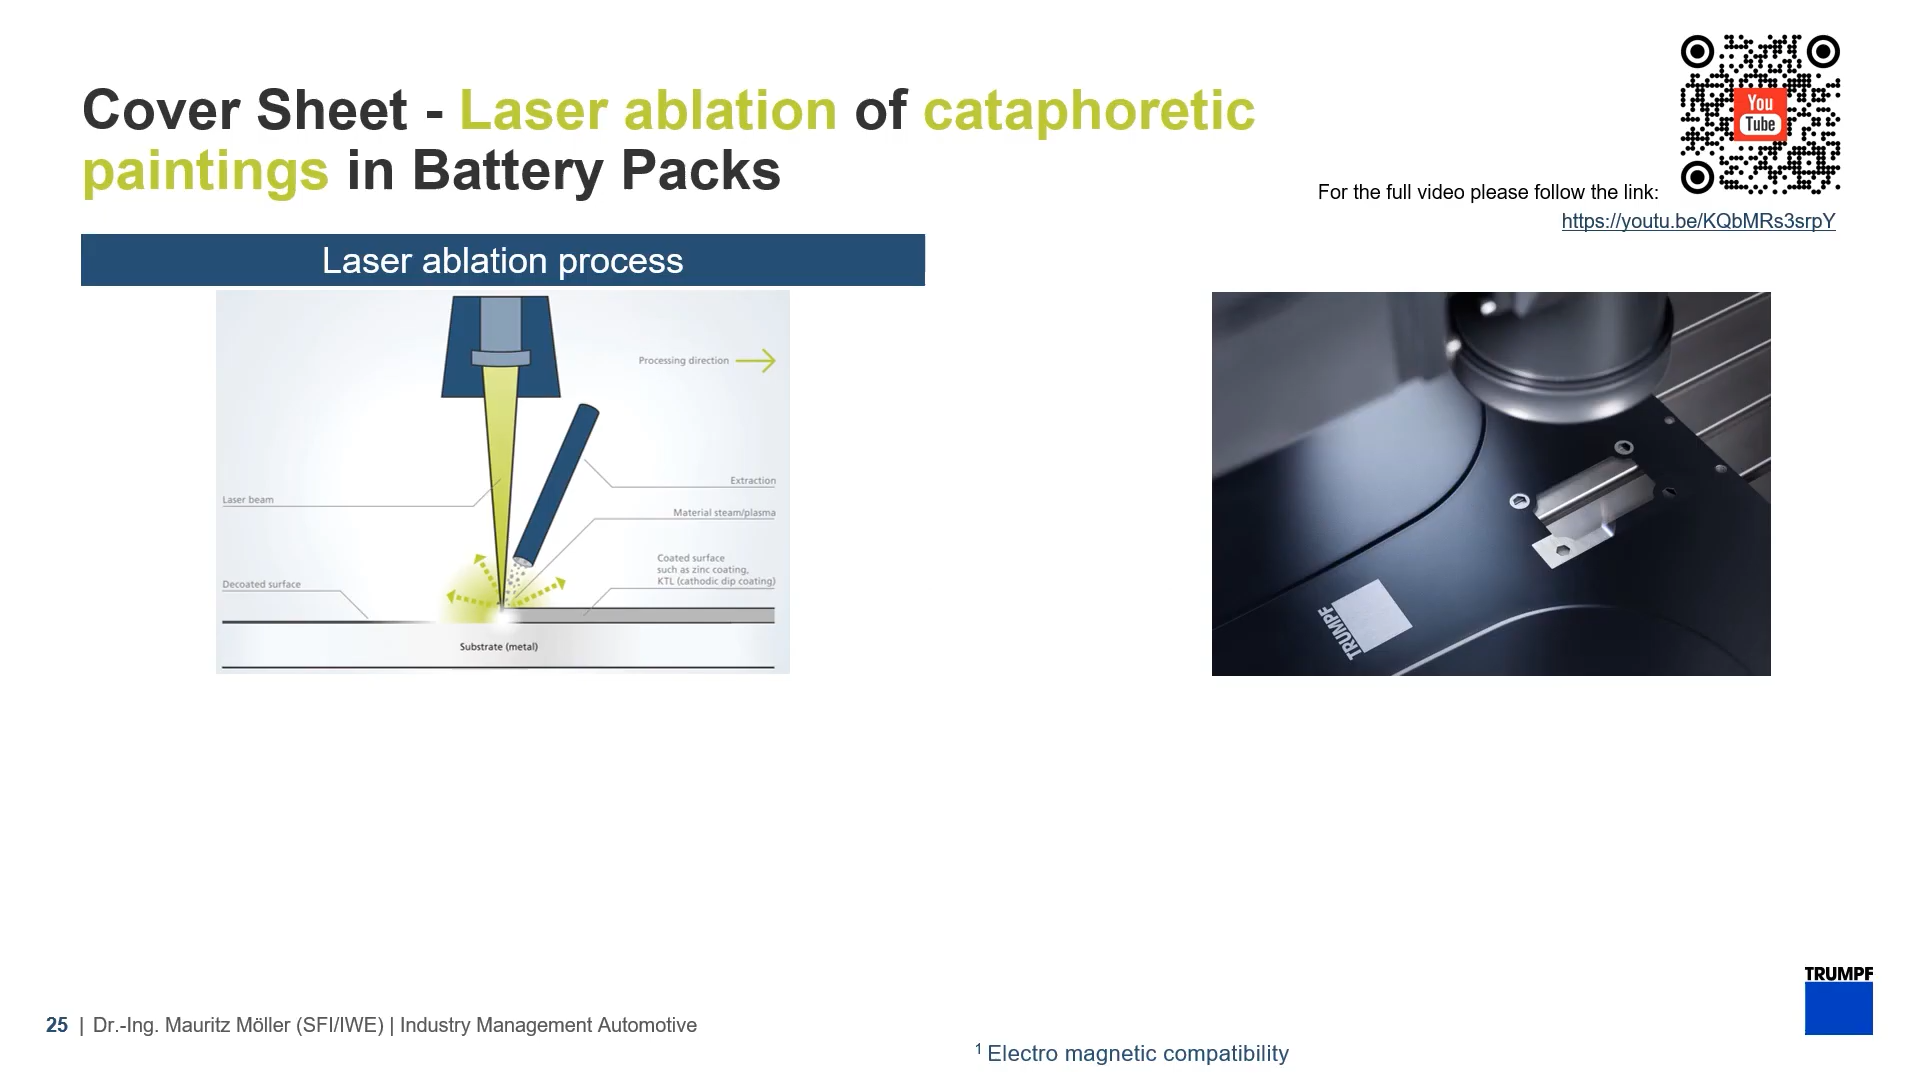 Cover Sheet - Laser ablation of cataphoretic
paintings in Battery Packs
You
Tube
For the full video please follow the link:
https://youtu.be/KQbMRs3srpY
Laser ablation process
Processing direction
Laser beam
Extraction
Material steam/plasma
Coated surface
such as zinc coating,
KTL (cathodic dip coating)
Decoated surface
Substrate (metal)
TRUMPF
TRUMPF
25 | Dr.-Ing. Mauritz Möller (SFI/IWE) | Industry Management Automotive
¹ Electro magnetic compatibility